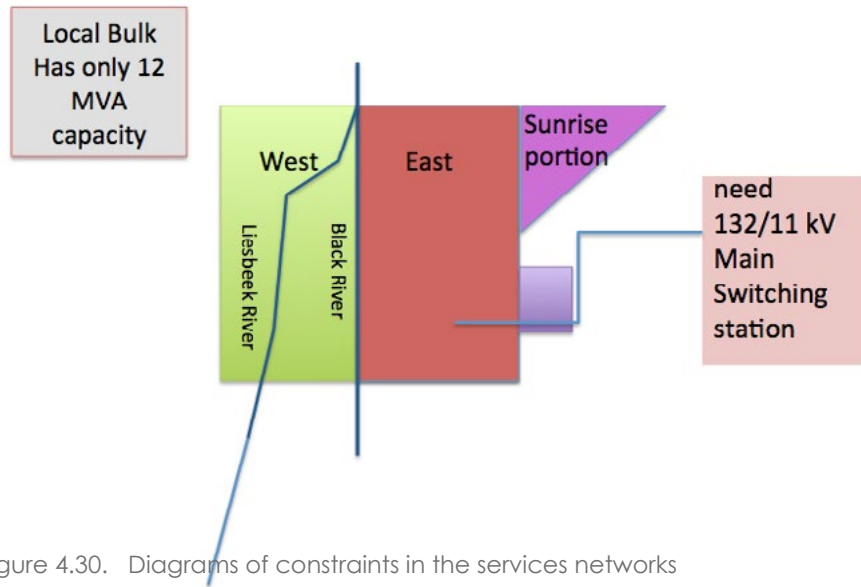 Local Bulk
Has only 12
MVA
capacity
West
East
Sunrise
portion
Liesbeek River
Black River
need
132/11 kV
Main
Switching
station
gure 4.30. Diagrams of constraints in the services networks